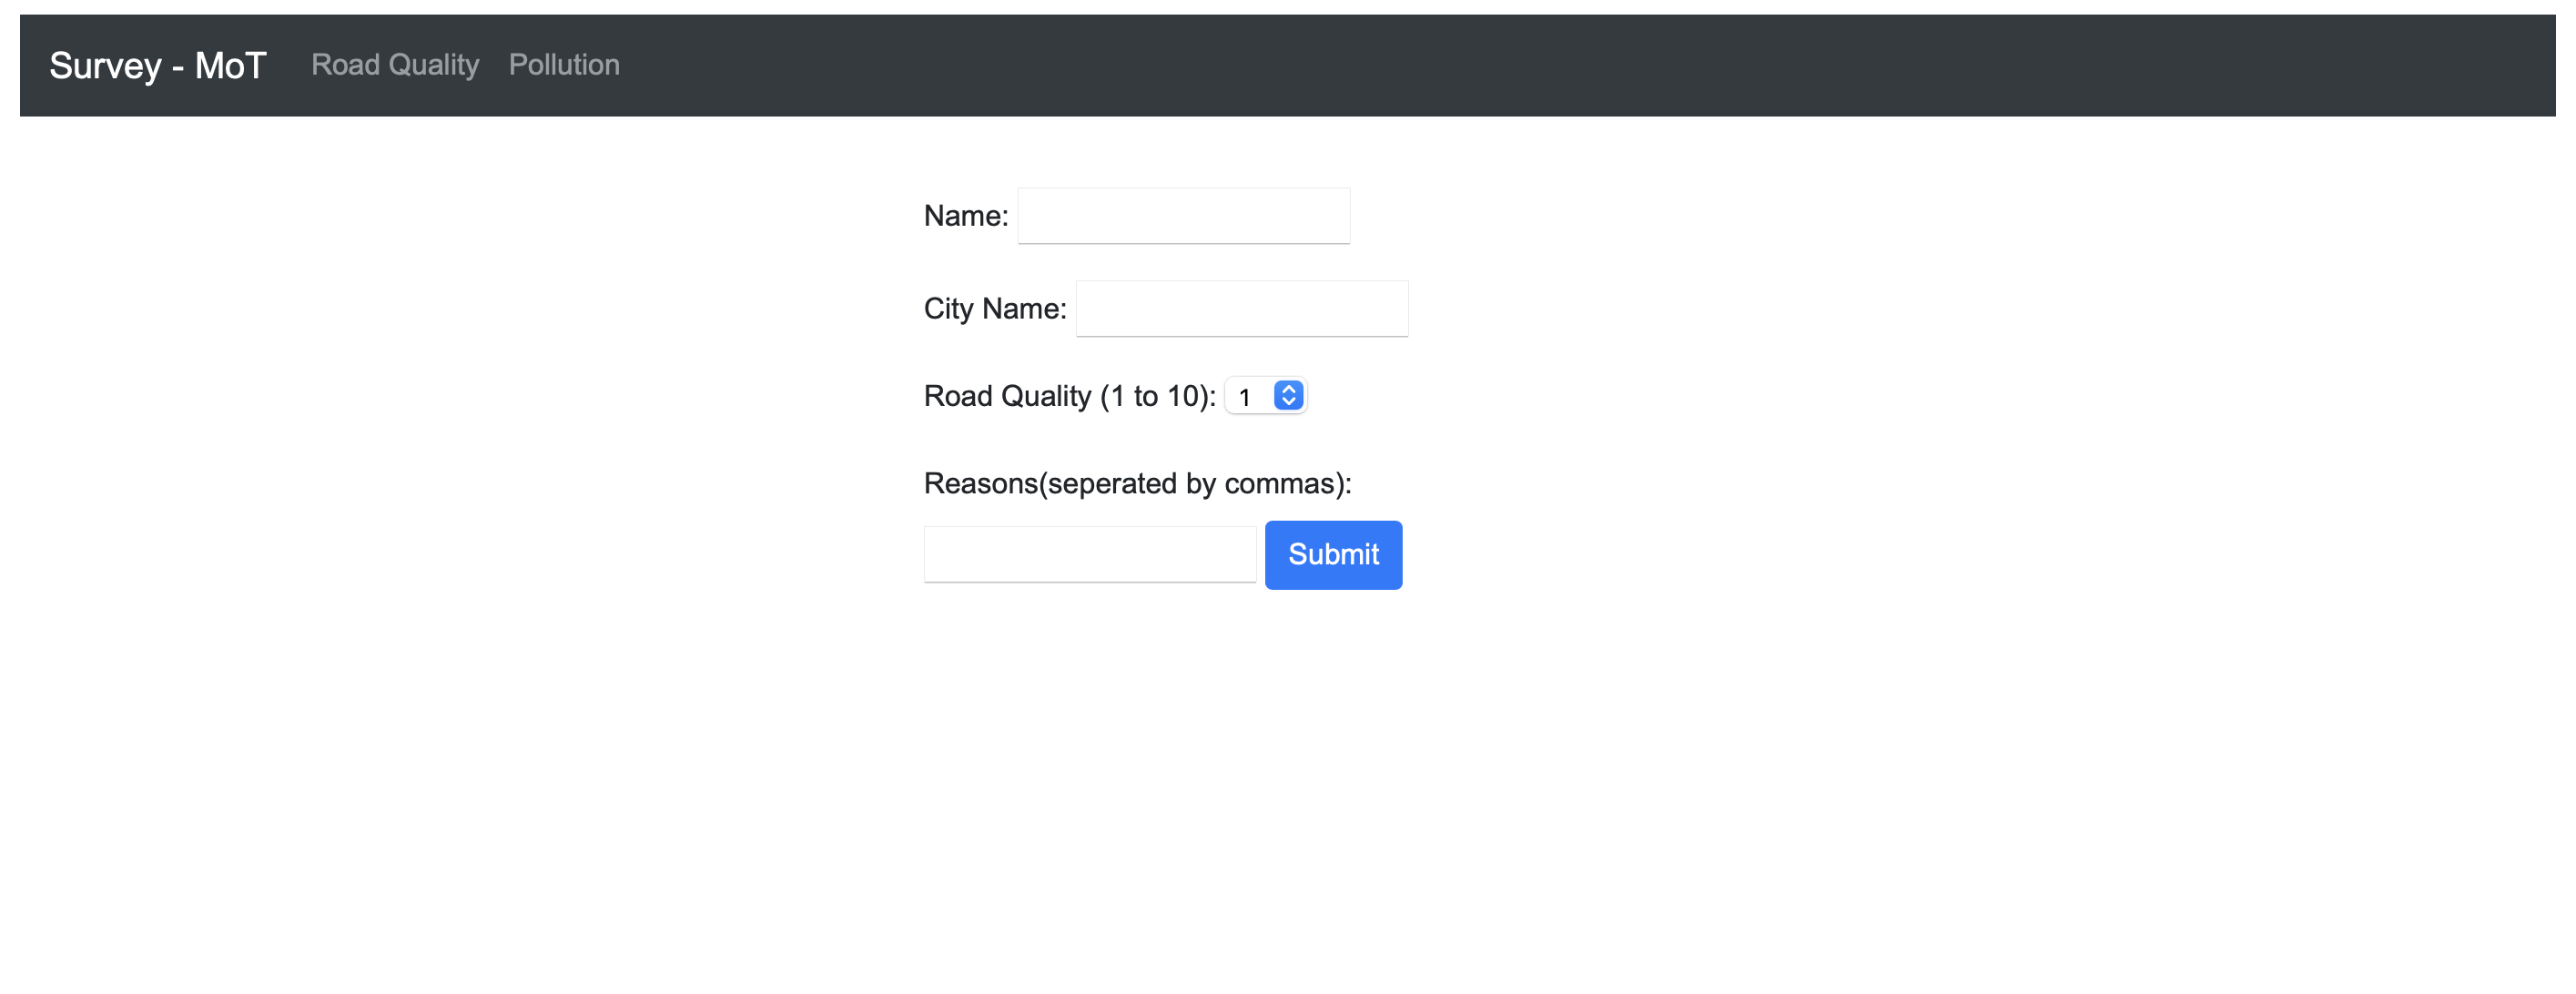 Survey - MoT Road Quality Pollution
Name:
City Name:
Road Quality (1 to 10): 1
Reasons(seperated by commas):
Submit